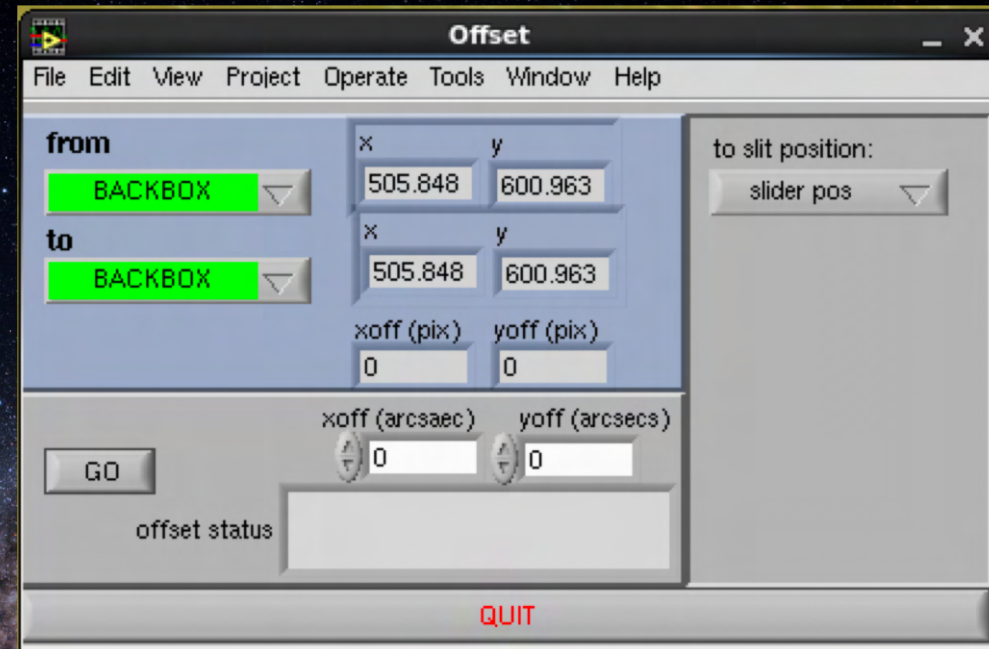 Offset
File Edit View Project Operate Tools Window Help
from
x y
BACKBOX
505.848 600.963
to
x y
BACKBOX
505.848 600.963
xoff (pix) yoff (pix)
0 0
to slit position:
slider pos
xoff (arcsaec) yoff (arcsecs)
GO
0 0
offset status
QUIT